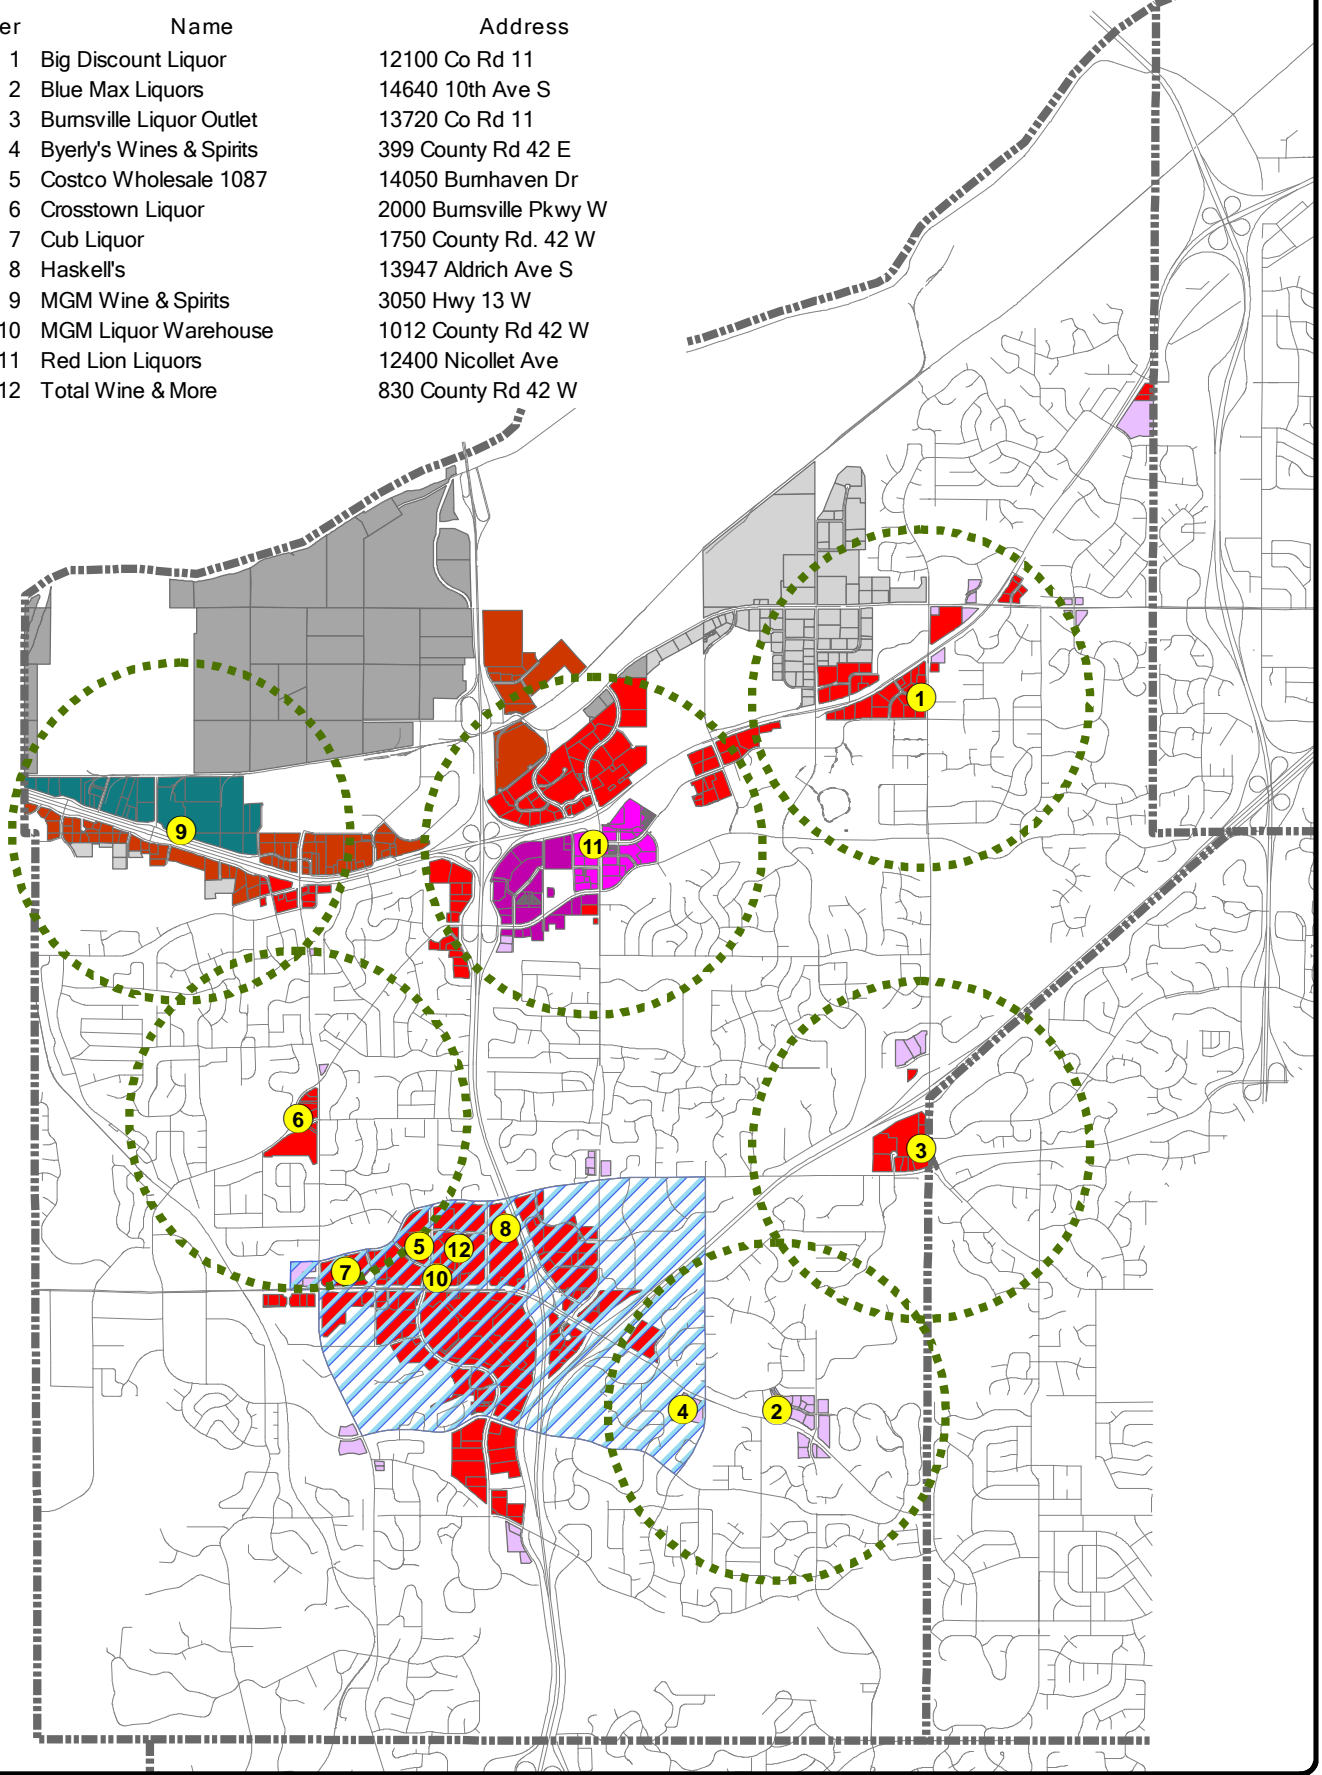 er Name Address
1 Big Discount Liquor 12100 Co Rd 11
2 Blue Max Liquors 14640 10th Ave S
3 Burnsville Liquor Outlet 13720 Co Rd 11
4 Byerly's Wines & Spirits 399 County Rd 42 E
5 Costco Wholesale 1087 14050 Burnhaven Dr
6 Crosstown Liquor 2000 Burnsville Pkwy W
7 Cub Liquor 1750 County Rd. 42 W
8 Haskell's 13947 Aldrich Ave S
9 MGM Wine & Spirits 3050 Hwy 13 W
10 MGM Liquor Warehouse 1012 County Rd 42 W
11 Red Lion Liquors 12400 Nicollet Ave
12 Total Wine & More 830 County Rd 42 W
1
9
11
6
3
8
5
12
7
10
4
2